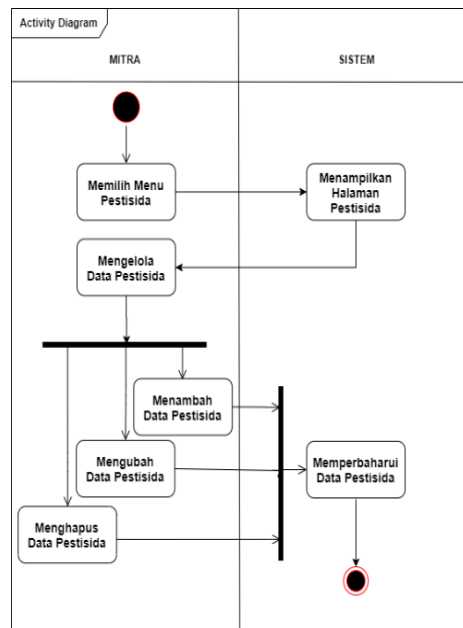 Activity Diagram
MITRA
SISTEM
Memilih Menu
Pestisida
Menampilkan
Halaman
Pestisida
Mengelola
Data Pestisida
Menambah
Data Pestisida
Mengubah
Data Pestisida
Memperbaharui
Data Pestisida
Menghapus
Data Pestisida